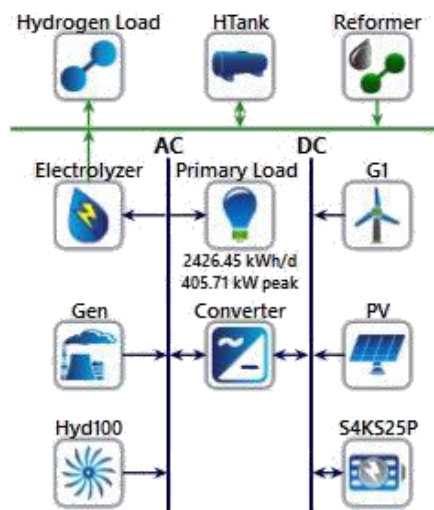 Hydrogen Load HTank Reformer
AC DC
Electrolyzer Primary Load G1
2426.45 kWh/d
405.71 kW peak
Gen Converter PV
Hyd100 S4KS25P